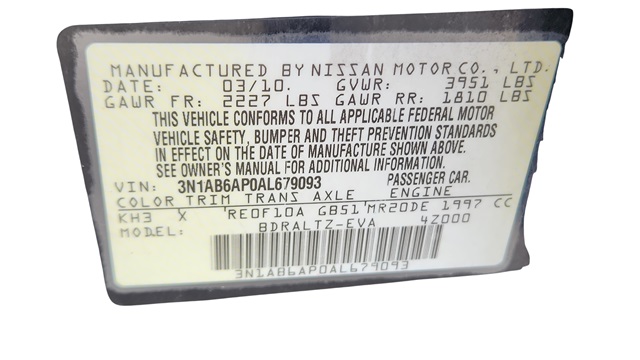 MANUFACTURED BY NISSAN MOTOR CO., LTD.
DATE: 03/10. GVWR: 3951 LBS
GAWR FR: 2227 LBS GAWR RR: 1810 LBS
THIS VEHICLE CONFORMS TO ALL APPLICABLE FEDERAL MOTOR
VEHICLE SAFETY, BUMPER AND THEFT PREVENTION STANDARDS
IN EFFECT ON THE DATE OF MANUFACTURE SHOWN ABOVE.
SEE OWNER'S MANUAL FOR ADDITIONAL INFORMATION.
VIN: 3N1AB6AP0AL679093 PASSENGER CAR.
COLOR TRIM TRANS AXLE ENGINE
KH3 X 'RE0F10A GB51'MR20DE 1997 CC
MODEL: BDRALTZ-EVA 4Z000
3N1AB6AP0AL679093